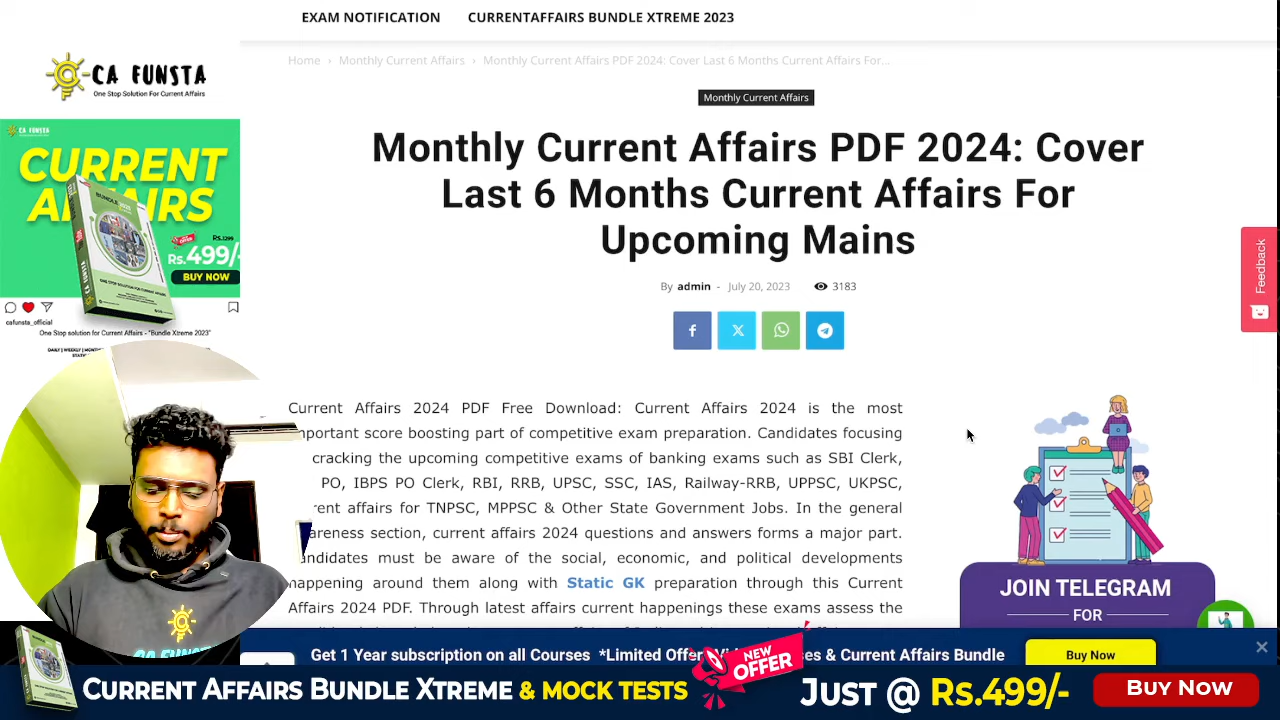 EXAM NOTIFICATION
CURRENTAFFAIRS BUNDLE XTREME 2023
CA FUNSTA
One Stop Solution For Current Affairs
Home › Monthly Current Affairs › Monthly Current Affairs PDF 2024: Cover Last 6 Months Current Affairs For...
Monthly Current Affairs
Monthly Current Affairs PDF 2024: Cover
Last 6 Months Current Affairs For
Upcoming Mains
By admin - July 20, 2023 3183
CA FUNSTA
CURRENT
AFFAIRS
OFFER
Rs.1299
Rs.499/-
BUY NOW
cafunsta_official
One Stop solution for Current Affairs - "Bundle Xtreme 2023"
Feedback
Current Affairs 2024 PDF Free Download: Current Affairs 2024 is the most
mportant score boosting part of competitive exam preparation. Candidates focusing
cracking the upcoming competitive exams of banking exams such as SBI Clerk,
PO, IBPS PO Clerk, RBI, RRB, UPSC, SSC, IAS, Railway-RRB, UPPSC, UKPSC,
rent affairs for TNPSC, MPPSC & Other State Government Jobs. In the general
areness section, current affairs 2024 questions and answers forms a major part.
andidates must be aware of the social, economic, and political developments
happening around them along with Static GK preparation through this Current
Affairs 2024 PDF. Through latest affairs current happenings these exams assess the
JOIN TELEGRAM
FOR
CA FUNSTA
Get 1 Year subscription on all Courses *Limited Offer
es & Current Affairs Bundle
Buy Now
NEW
OFFER
CURRENT AFFAIRS BUNDLE XTREME & MOCK TESTS
JUST @ Rs.499/-
BUY NOW